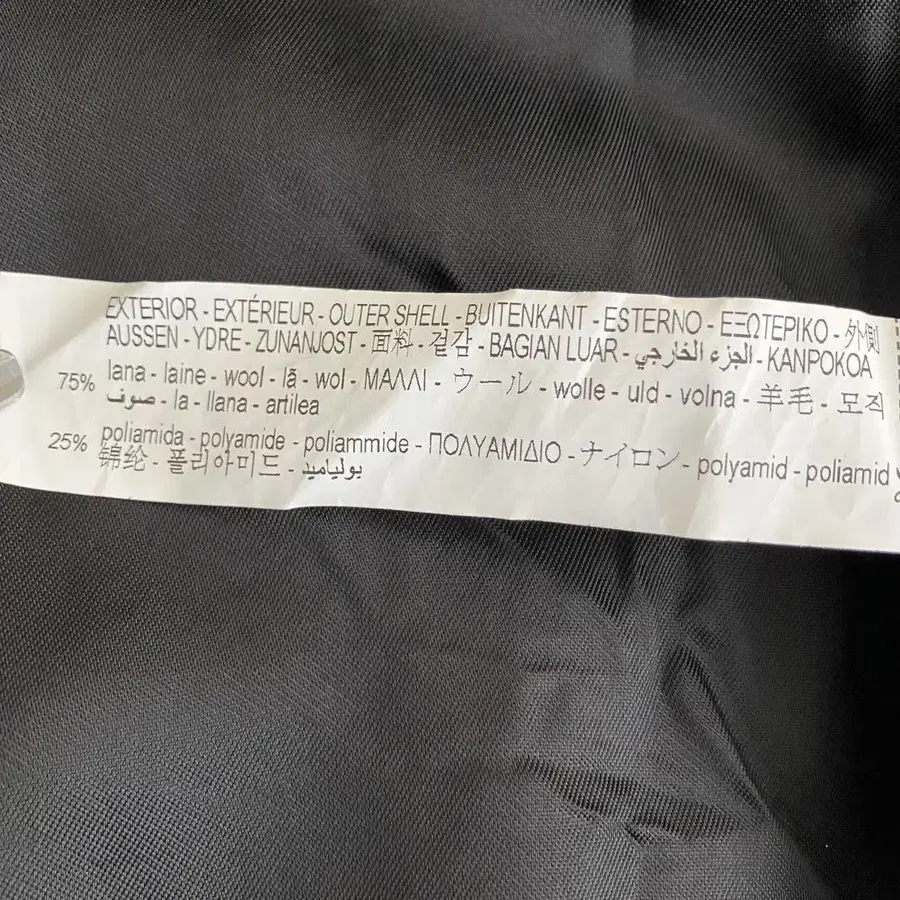 EXTERIOR - EXTÉRIEUR - OUTER SHELL - BUITENKANT - ESTERNO - ΕΞΩΤΕΡΙΚΟ - 外側
AUSSEN - YDRE - ZUNANJOST - 面料 - 겉감 - BAGIAN LUAR - الجزء الخارجي - KANPOKOA
75% lana - laine - wool - lã - wol - ΜΑΛΛΙ - ウール - wolle - uld - volna - 羊毛 - 모직
صوف - la - llana - artilea
25% poliamida - polyamide - poliammide - ΠΟΛΥΑΜΙΔΙΟ - ナイロン - polyamid - poliamid
锦纶 - 폴리아미드 - بولياميد